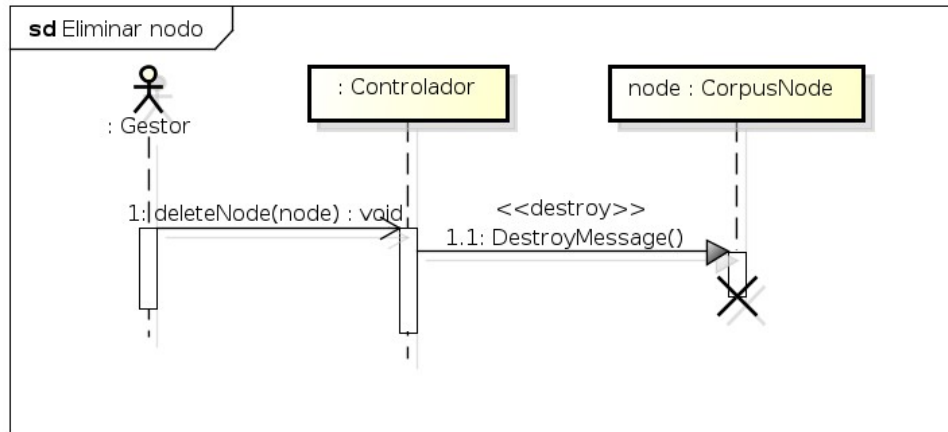 sd Eliminar nodo
: Gestor
: Controlador
node : CorpusNode
1: deleteNode(node) : void
<<destroy>>
1.1: DestroyMessage()